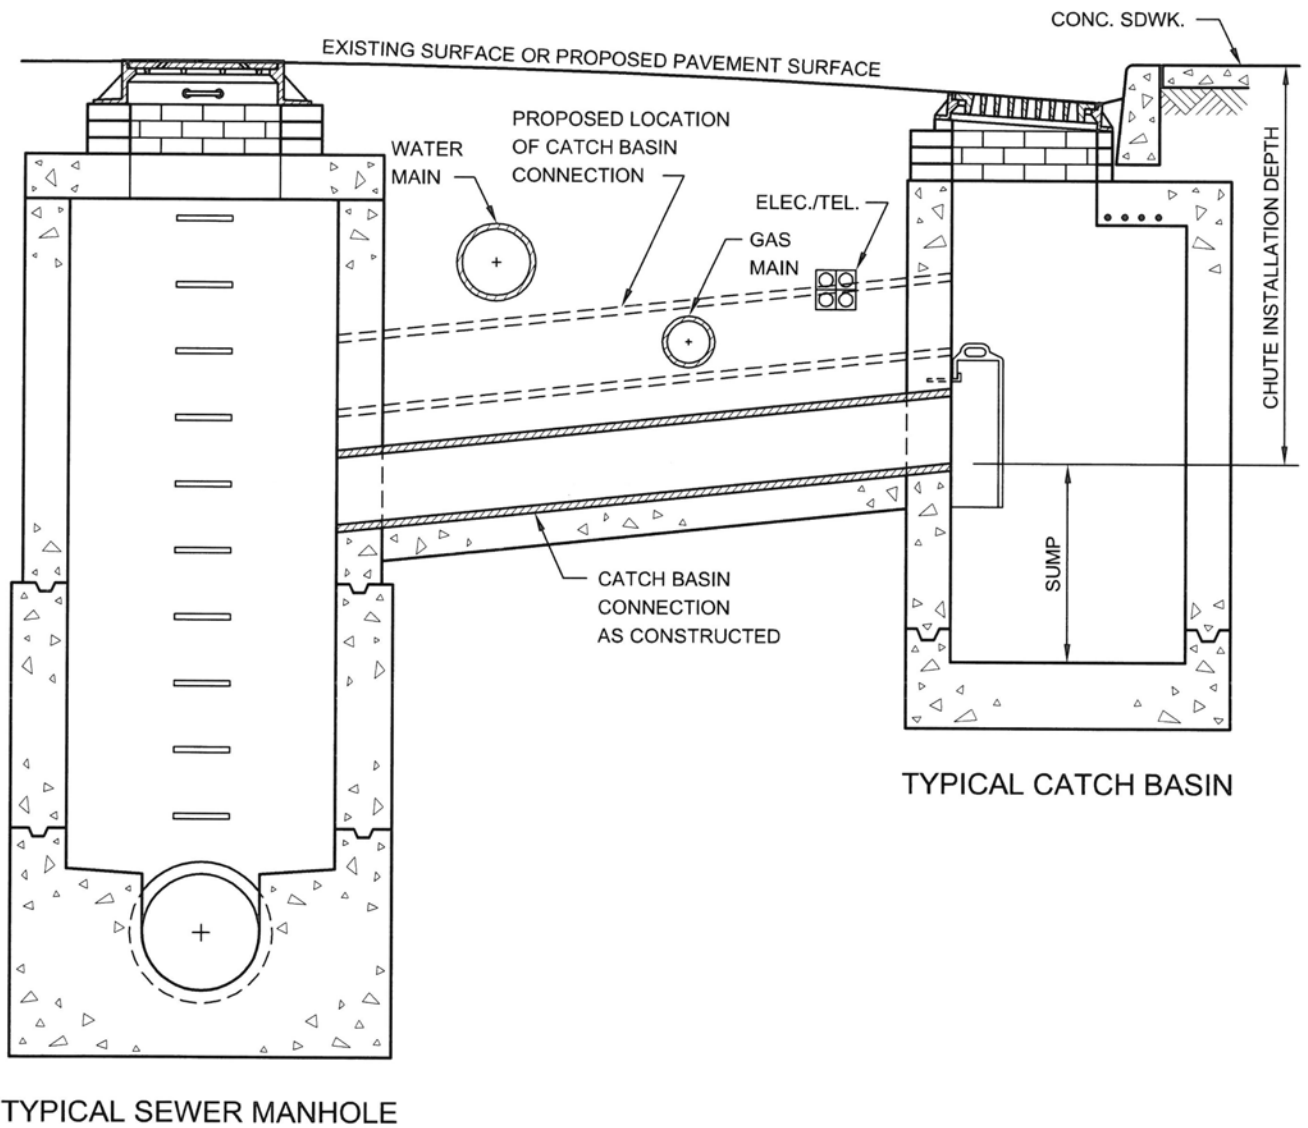 CONC. SDWK.
EXISTING SURFACE OR PROPOSED PAVEMENT SURFACE
PROPOSED LOCATION
OF CATCH BASIN
CONNECTION
WATER
MAIN
ELEC./TEL.
GAS
MAIN
CHUTE INSTALLATION DEPTH
SUMP
CATCH BASIN
CONNECTION
AS CONSTRUCTED
TYPICAL CATCH BASIN
TYPICAL SEWER MANHOLE